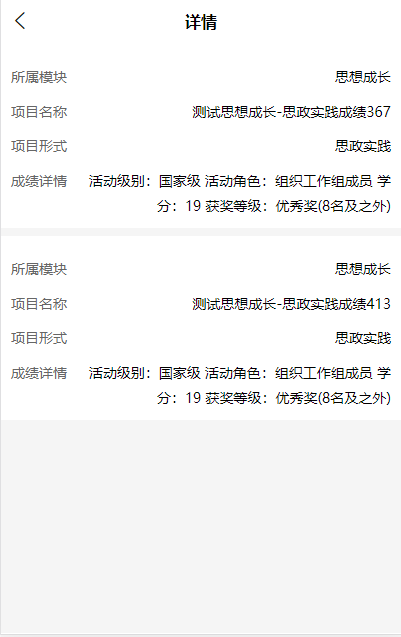 详情
所属模块 思想成长
项目名称 测试思想成长-思政实践成绩367
项目形式 思政实践
成绩详情 活动级别：国家级 活动角色：组织工作组成员 学
分：19 获奖等级：优秀奖(8名及之外)
所属模块 思想成长
项目名称 测试思想成长-思政实践成绩413
项目形式 思政实践
成绩详情 活动级别：国家级 活动角色：组织工作组成员 学
分：19 获奖等级：优秀奖(8名及之外)